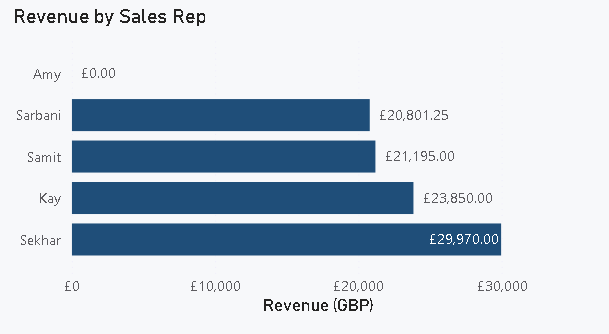 Revenue by Sales Rep
Amy £0.00
Sarbani £20,801.25
Samit £21,195.00
Kay £23,850.00
Sekhar £29,970.00
£0 £10,000 £20,000 £30,000
Revenue (GBP)